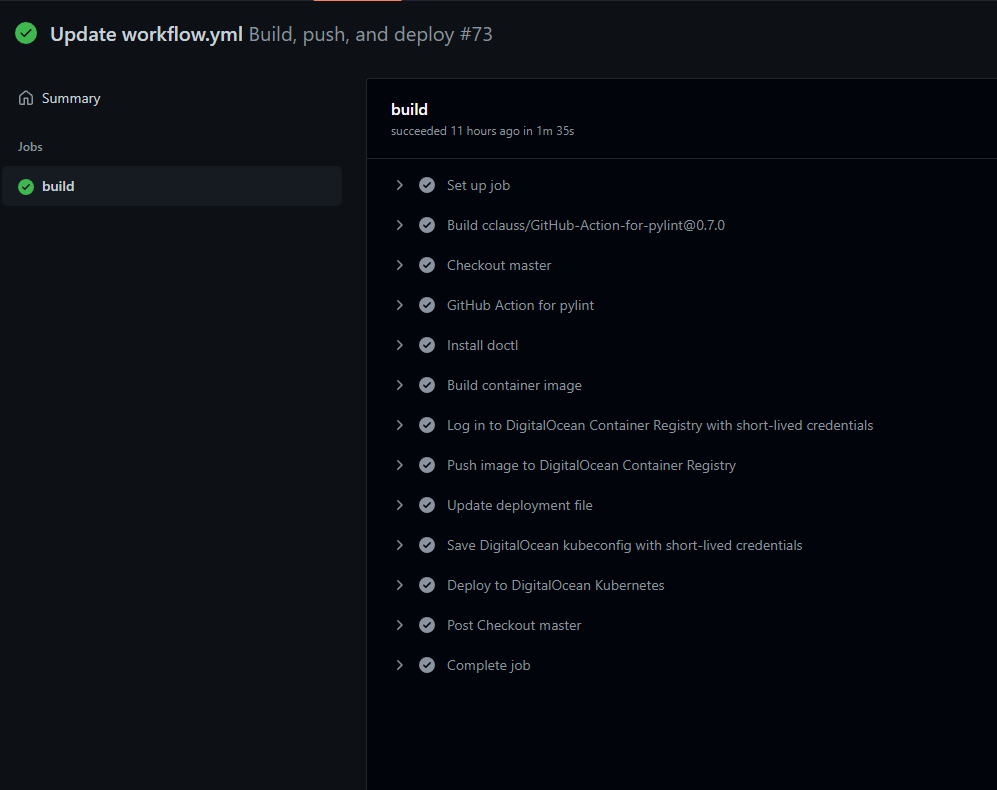 Update workflow.yml Build, push, and deploy #73
Summary
Jobs
build
build
succeeded 11 hours ago in 1m 35s
Set up job
Build cclauss/GitHub-Action-for-pylint@0.7.0
Checkout master
GitHub Action for pylint
Install doctl
Build container image
Log in to DigitalOcean Container Registry with short-lived credentials
Push image to DigitalOcean Container Registry
Update deployment file
Save DigitalOcean kubeconfig with short-lived credentials
Deploy to DigitalOcean Kubernetes
Post Checkout master
Complete job